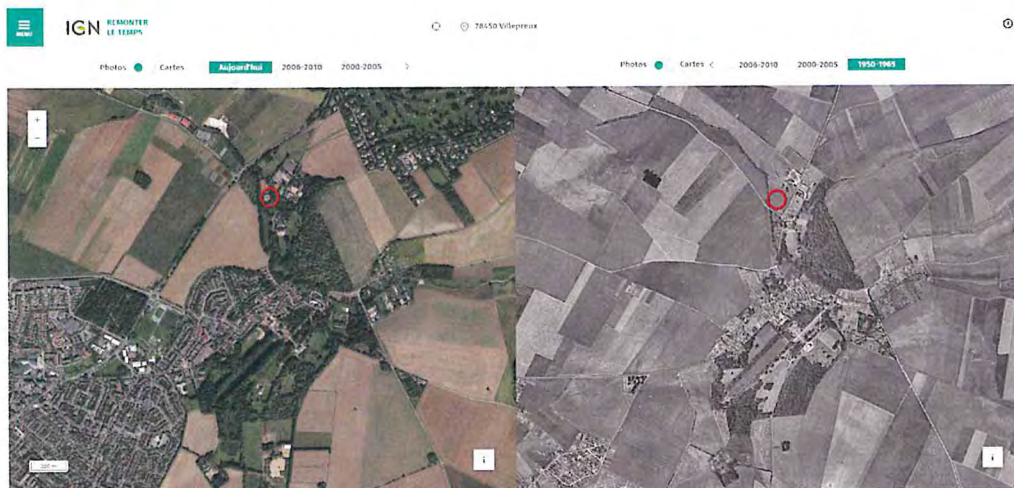 MENU
IGN REMONTER LE TEMPS
78450 Villepreux
Photos Cartes Aujourd'hui 2006-2010 2000-2005 >
Photos Cartes < 2006-2010 2000-2005 1950-1965
+
−
i
i